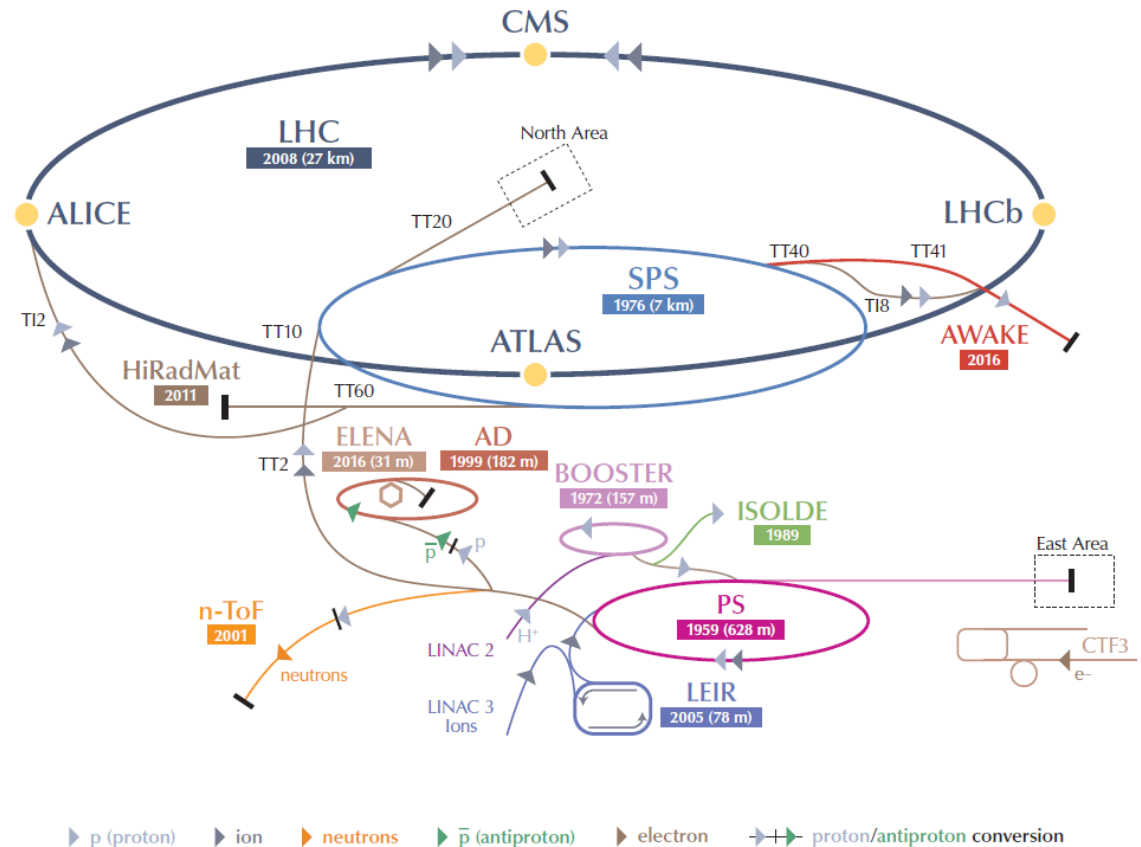 CMS
LHC
2008 (27 km)
North Area
ALICE
LHCb
TT20
TT40
TT41
SPS
1976 (7 km)
TI2
TT10
TI8
ATLAS
AWAKE
2016
HiRadMat
2011
TT60
ELENA
2016 (31 m)
AD
1999 (182 m)
TT2
BOOSTER
1972 (157 m)
ISOLDE
1989
p̅
p
East Area
n-ToF
2001
PS
1959 (628 m)
H⁺
LINAC 2
neutrons
CTF3
e–
LEIR
2005 (78 m)
LINAC 3
Ions
p (proton)
ion
neutrons
p̅ (antiproton)
electron
proton/antiproton conversion